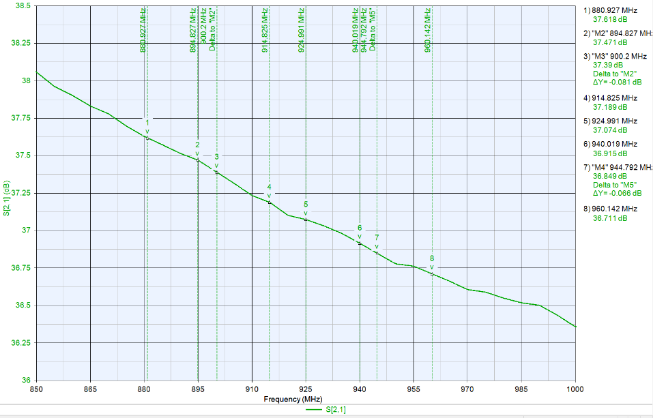 38.5
38.25
38
37.75
37.5
37.25
37
36.75
36.5
36.25
36
S[2,1] (dB)
880.927 MHz
894.827 MHz
900.2 MHz
Delta to "M2"
914.825 MHz
924.991 MHz
940.019 MHz
944.792 MHz
Delta to "M5"
960.142 MHz
1
2
3
4
5
6
7
8
850
865
880
895
910
925
940
955
970
985
1000
Frequency (MHz)
S[2,1]
1) 880.927 MHz
37.618 dB
2) "M2" 894.827 MH:
37.471 dB
3) "M3" 900.2 MHz
37.39 dB
Delta to "M2"
ΔY= -0.081 dB
4) 914.825 MHz
37.189 dB
5) 924.991 MHz
37.074 dB
6) 940.019 MHz
36.915 dB
7) "M4" 944.792 MH:
36.849 dB
Delta to "M5"
ΔY= -0.066 dB
8) 960.142 MHz
36.711 dB